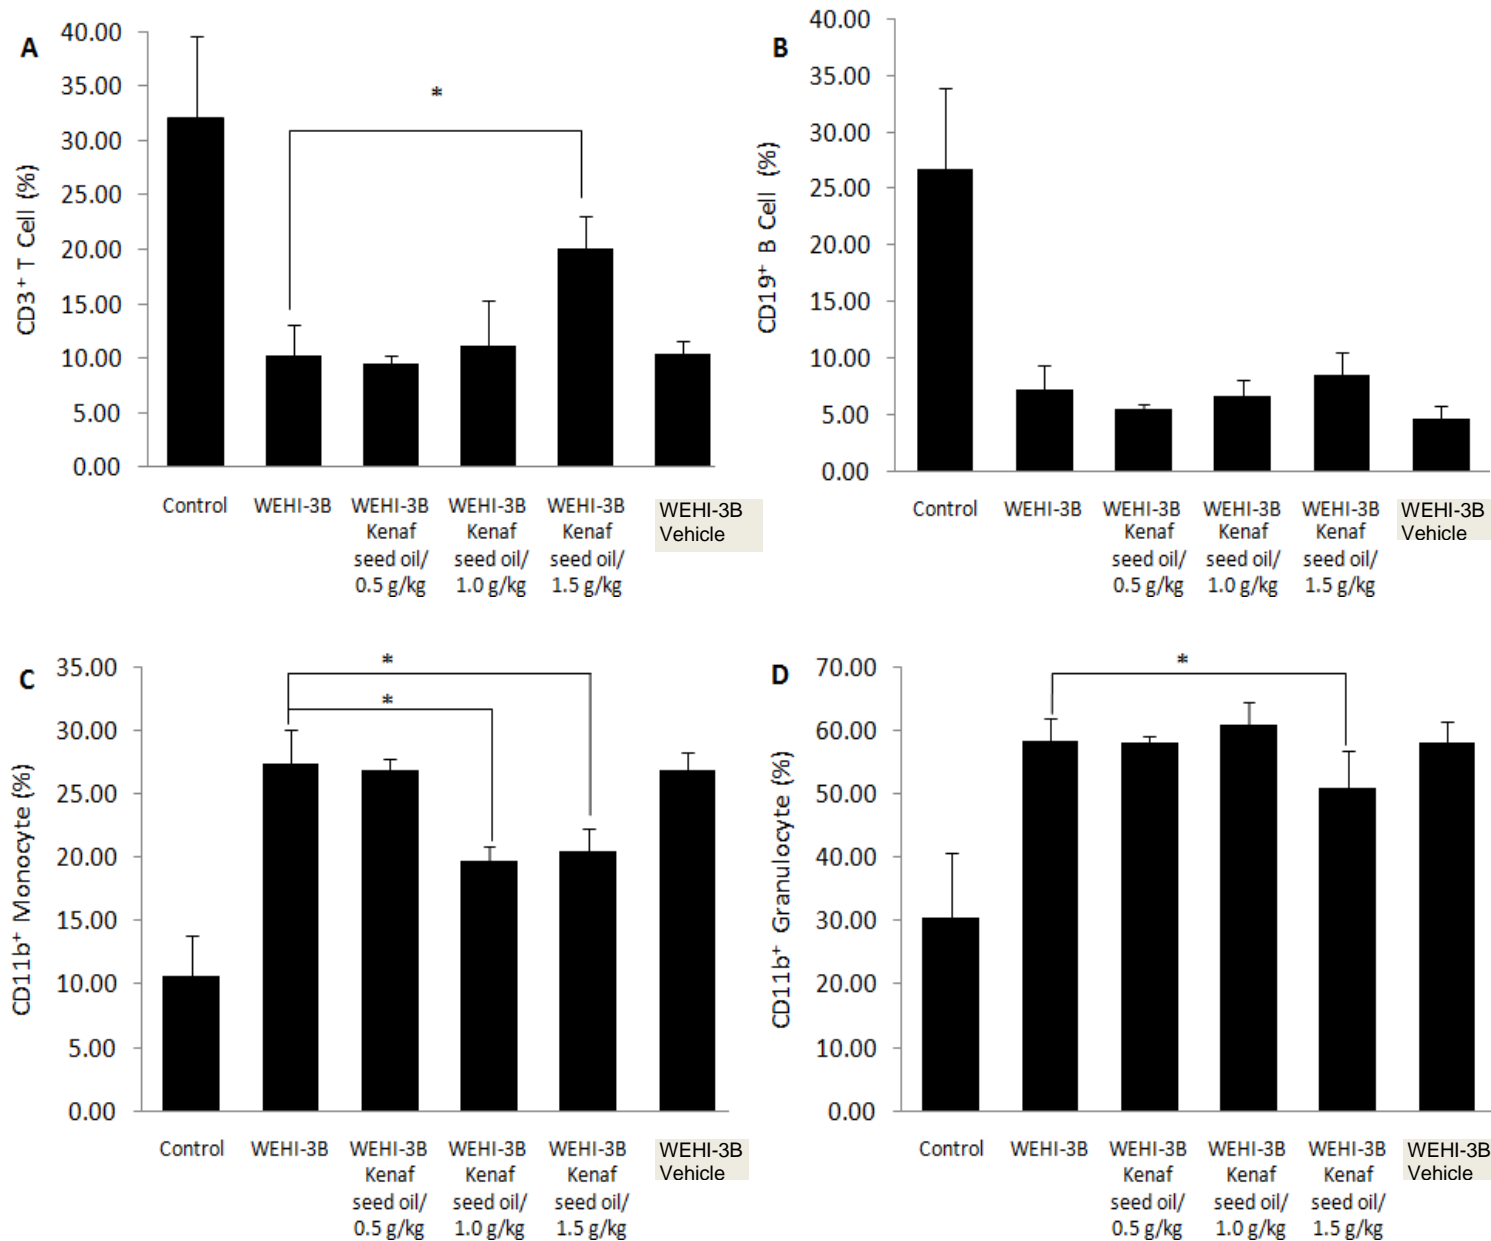 A
CD3⁺ T Cell (%)
40.00
35.00
30.00
25.00
20.00
15.00
10.00
5.00
0.00
*
Control
WEHI-3B
WEHI-3B
Kenaf
seed oil/
0.5 g/kg
WEHI-3B
Kenaf
seed oil/
1.0 g/kg
WEHI-3B
Kenaf
seed oil/
1.5 g/kg
WEHI-3B
Vehicle
B
CD19⁺ B Cell (%)
40.00
35.00
30.00
25.00
20.00
15.00
10.00
5.00
0.00
Control
WEHI-3B
WEHI-3B
Kenaf
seed oil/
0.5 g/kg
WEHI-3B
Kenaf
seed oil/
1.0 g/kg
WEHI-3B
Kenaf
seed oil/
1.5 g/kg
WEHI-3B
Vehicle
C
CD11b⁺ Monocyte (%)
35.00
30.00
25.00
20.00
15.00
10.00
5.00
0.00
*
*
Control
WEHI-3B
WEHI-3B
Kenaf
seed oil/
0.5 g/kg
WEHI-3B
Kenaf
seed oil/
1.0 g/kg
WEHI-3B
Kenaf
seed oil/
1.5 g/kg
WEHI-3B
Vehicle
D
CD11b⁺ Granulocyte (%)
70.00
60.00
50.00
40.00
30.00
20.00
10.00
0.00
*
Control
WEHI-3B
WEHI-3B
Kenaf
seed oil/
0.5 g/kg
WEHI-3B
Kenaf
seed oil/
1.0 g/kg
WEHI-3B
Kenaf
seed oil/
1.5 g/kg
WEHI-3B
Vehicle